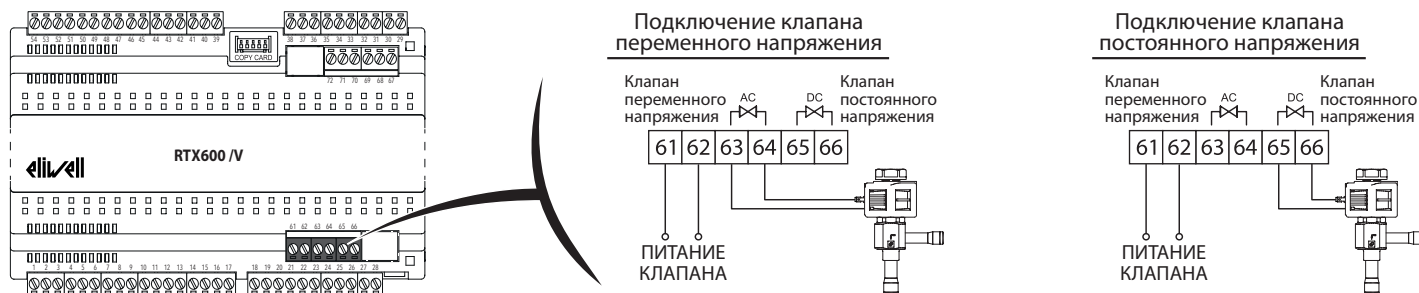 54 53 52 51 50 49 48 47 46 45 44 43 42 41 40 39
38 37 36 35 34 33 32 31 30 29
COPY CARD
72 71 70 69 68 67
eliwell
RTX600 /V
61 62 63 64 65 66
1 2 3 4 5 6 7 8 9 10 11 12 13 14 15 16 17
18 19 20 21 22 23 24 25 26 27 28
Подключение клапана
переменного напряжения
Клапан
переменного
напряжения
AC
DC
Клапан
постоянного
напряжения
61 62 63 64 65 66
ПИТАНИЕ
КЛАПАНА
Подключение клапана
постоянного напряжения
Клапан
переменного
напряжения
AC
DC
Клапан
постоянного
напряжения
61 62 63 64 65 66
ПИТАНИЕ
КЛАПАНА